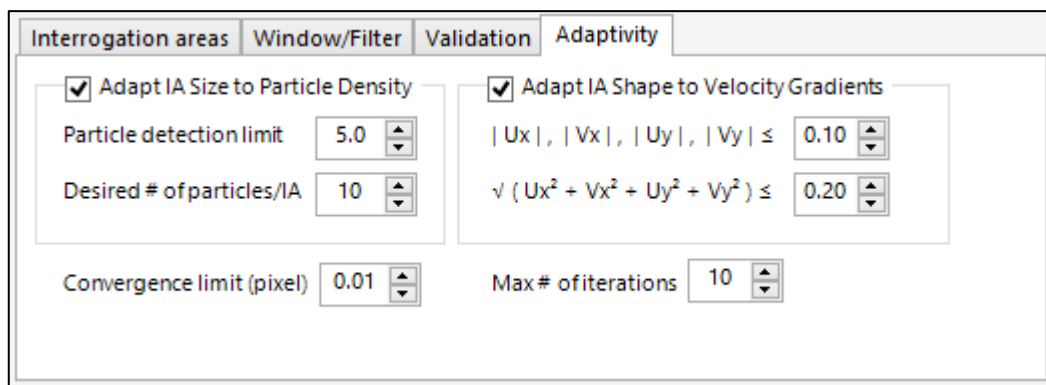 Interrogation areas Window/Filter Validation Adaptivity
Adapt IA Size to Particle Density
Particle detection limit 5.0
Desired # of particles/IA 10
Adapt IA Shape to Velocity Gradients
| Ux | , | Vx | , | Uy | , | Vy | ≤ 0.10
√ ( Ux² + Vx² + Uy² + Vy² ) ≤ 0.20
Convergence limit (pixel) 0.01
Max # of iterations 10